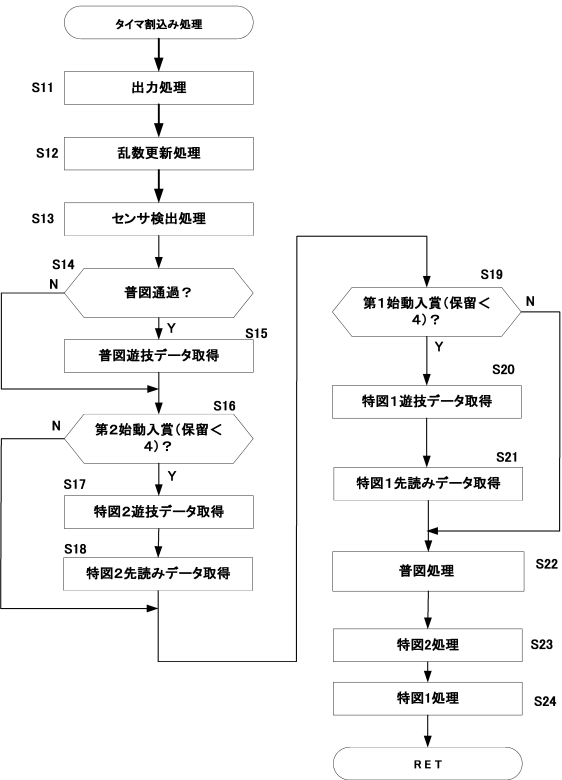 タイマ割込み処理
S11
出力処理
S12
乱数更新処理
S13
センサ検出処理
S14
N
普図通過？
Y
S15
普図遊技データ取得
S16
N
第２始動入賞（保留＜
４）？
Y
S17
特図２遊技データ取得
S18
特図２先読みデータ取得
S19
N
第１始動入賞（保留＜
４）？
Y
S20
特図１遊技データ取得
S21
特図１先読みデータ取得
普図処理
S22
特図２処理
S23
特図１処理
S24
ＲＥＴ